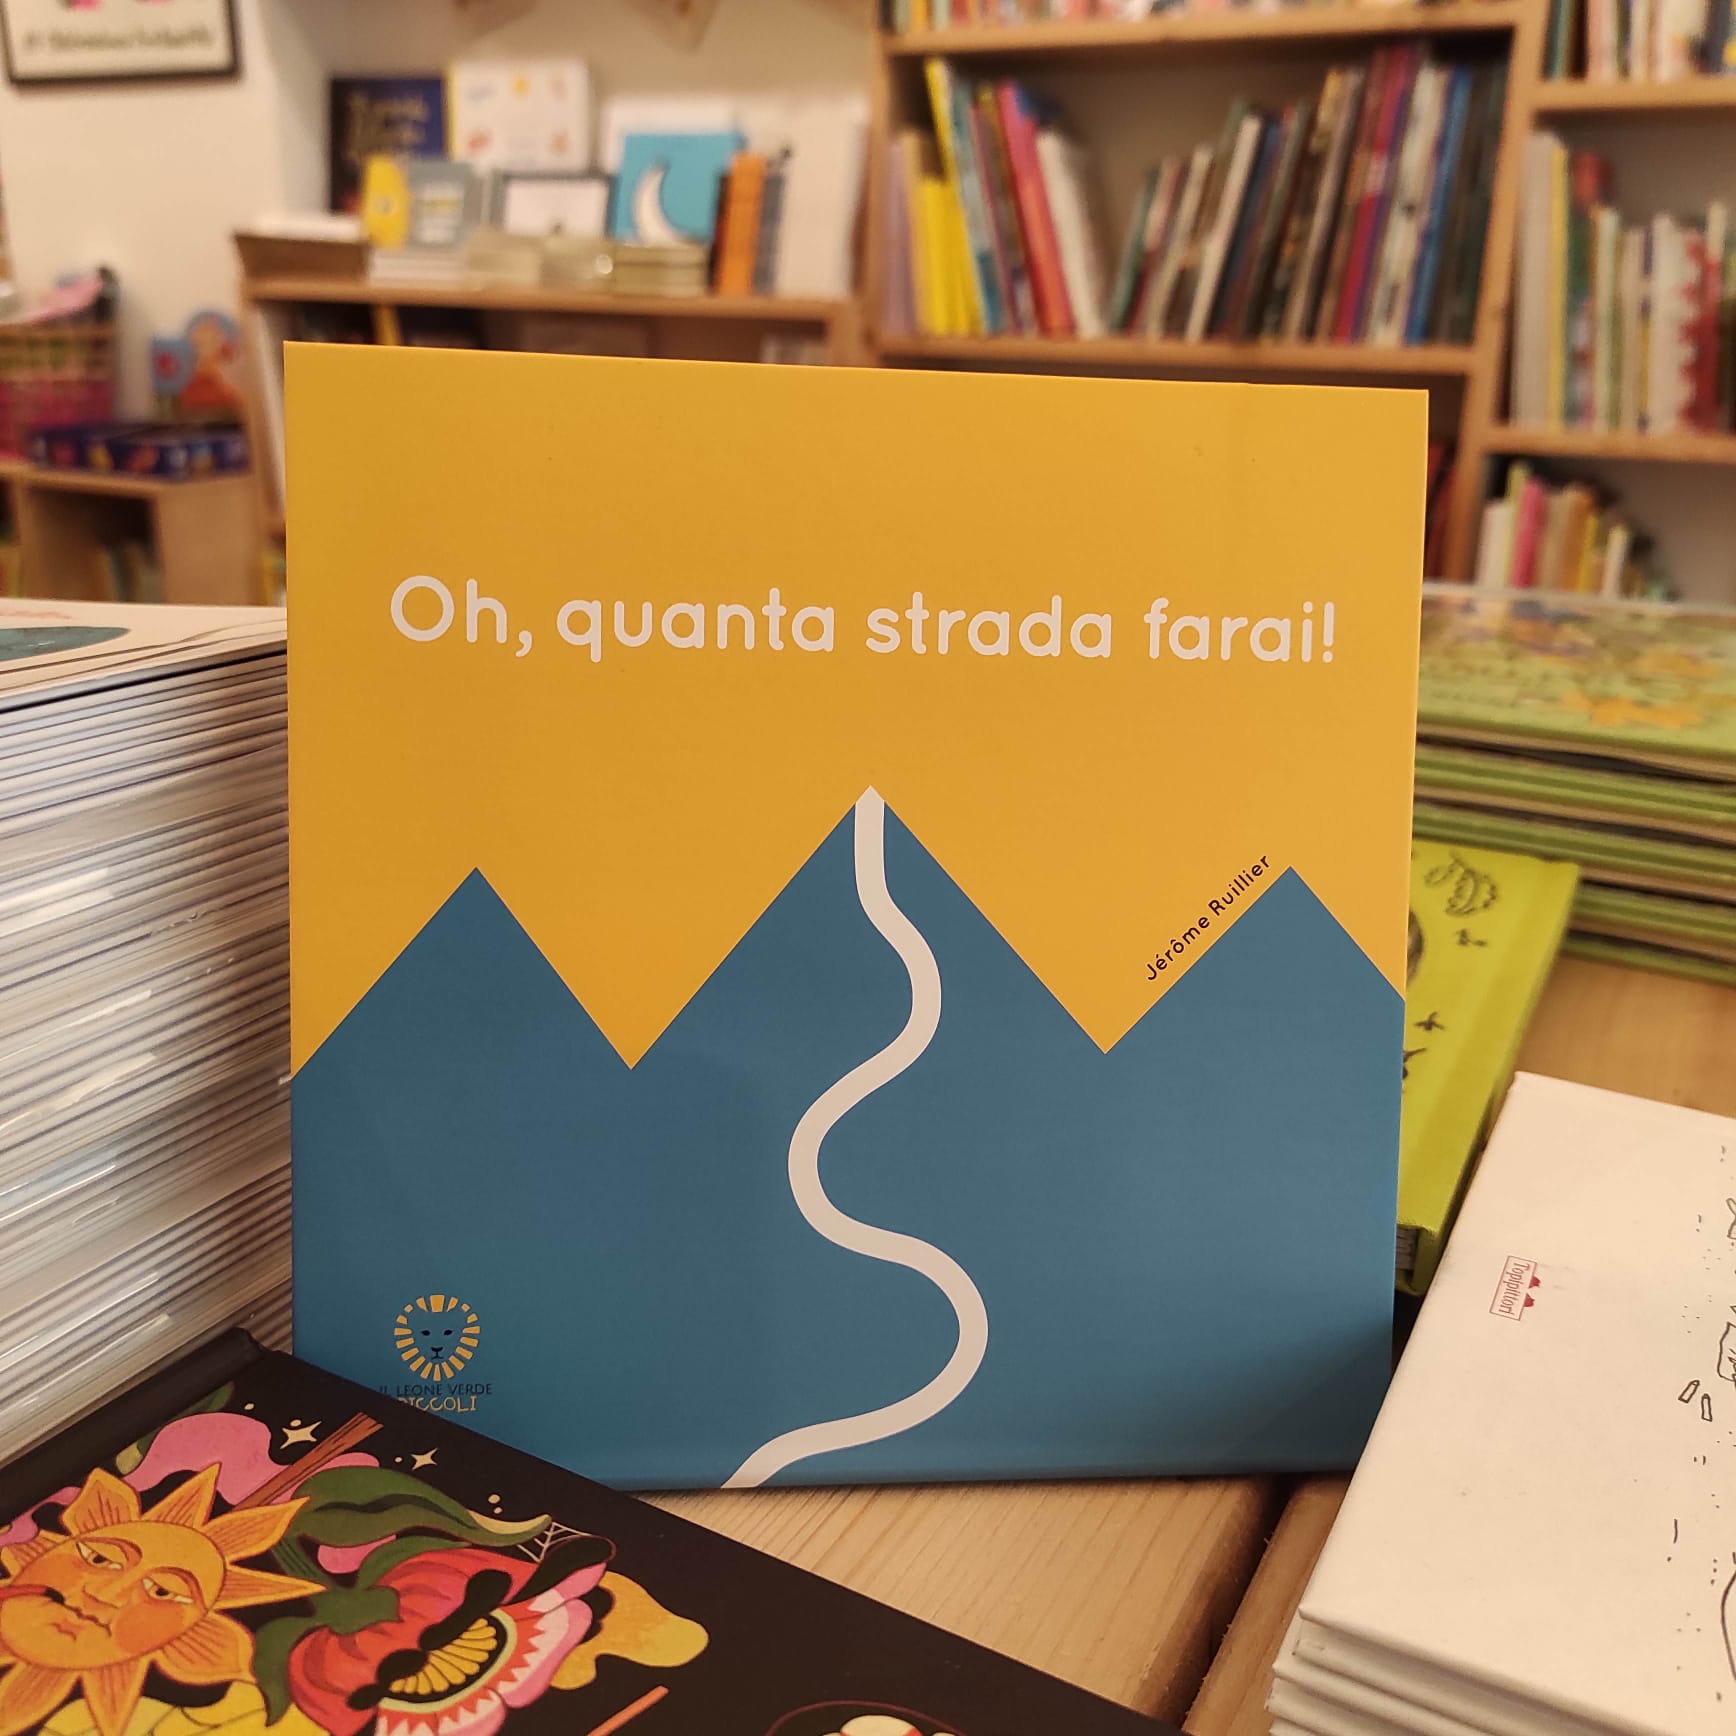 Oh, quanta strada farai!
Jérôme Ruillier
IL LEONE VERDE
PICCOLI
Topipittori